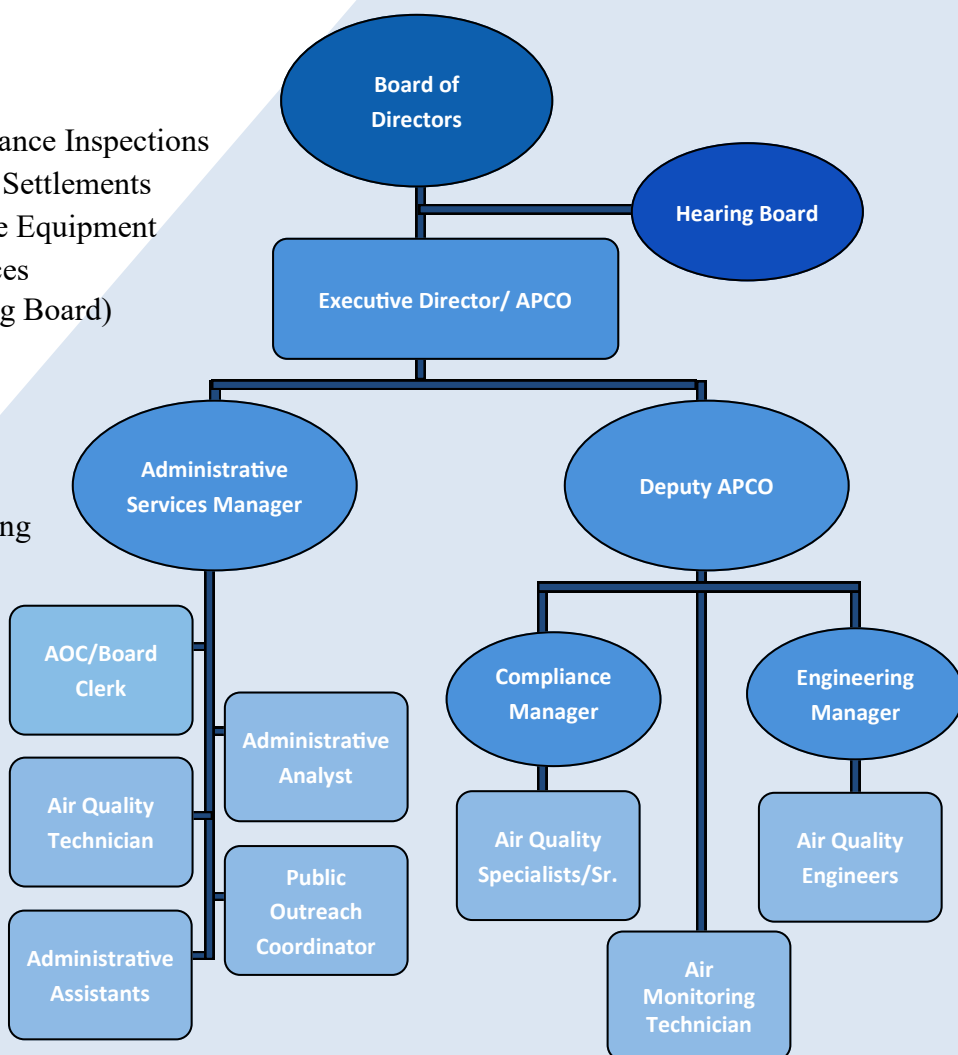 Board of
Directors
ance Inspections
Settlements
e Equipment
ces
g Board)
Hearing Board
Executive Director/ APCO
Administrative
Services Manager
Deputy APCO
ng
AOC/Board
Clerk
Compliance
Manager
Engineering
Manager
Administrative
Analyst
Air Quality
Technician
Air Quality
Specialists/Sr.
Air Quality
Engineers
Public
Outreach
Coordinator
Administrative
Assistants
Air
Monitoring
Technician